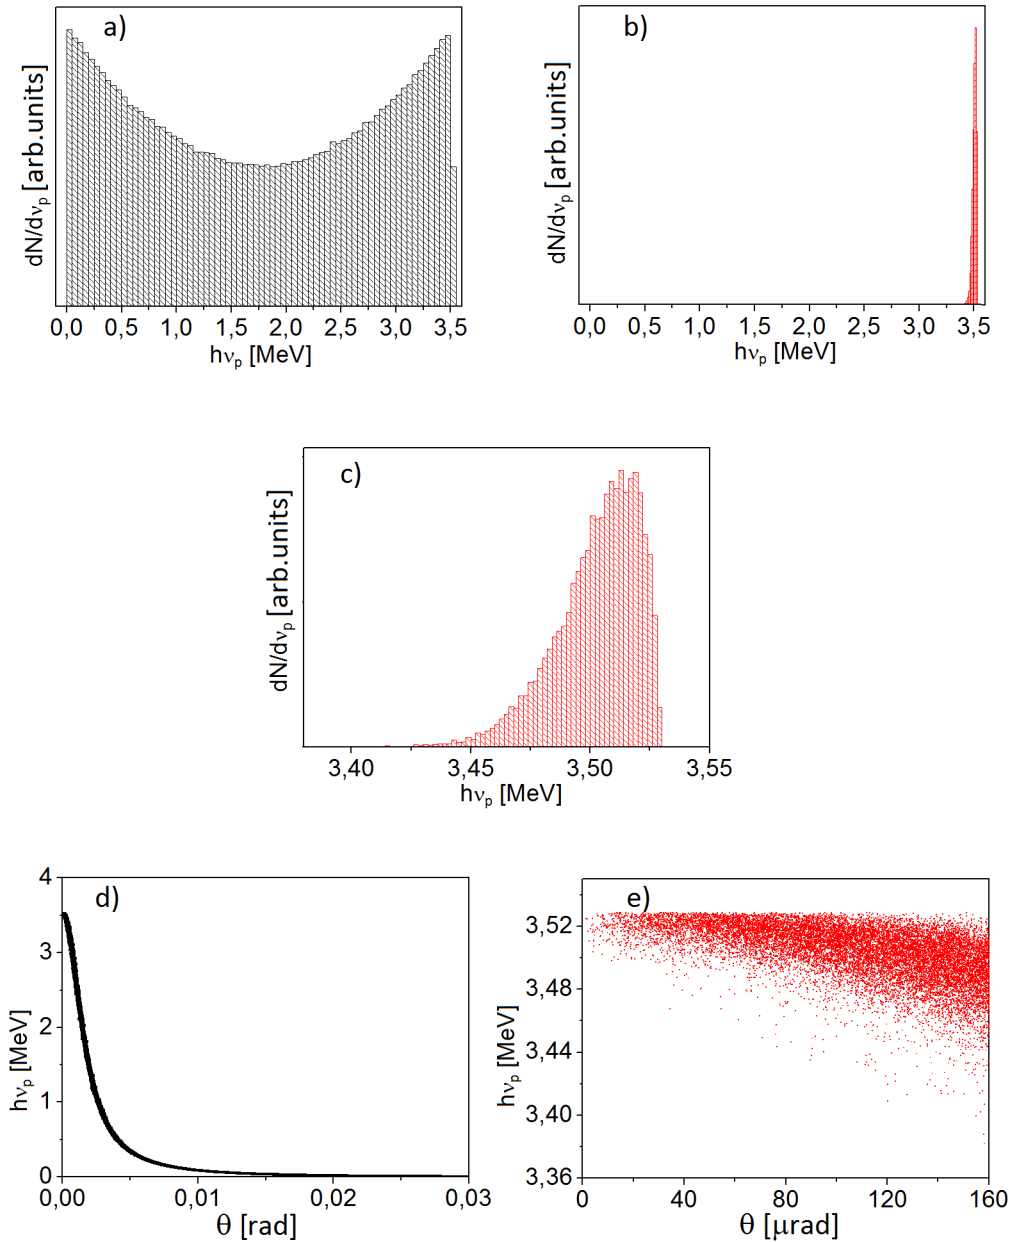 a)
dN/dνp [arb.units]
0,0 0,5 1,0 1,5 2,0 2,5 3,0 3,5
hνp [MeV]
b)
dN/dνp [arb.units]
0,0 0,5 1,0 1,5 2,0 2,5 3,0 3,5
hνp [MeV]
c)
dN/dνp [arb.units]
3,40 3,45 3,50 3,55
hνp [MeV]
d)
hνp [MeV]
4
3
2
1
0
0,00 0,01 0,02 0,03
θ [rad]
e)
hνp [MeV]
3,52
3,48
3,44
3,40
3,36
0 40 80 120 160
θ [μrad]